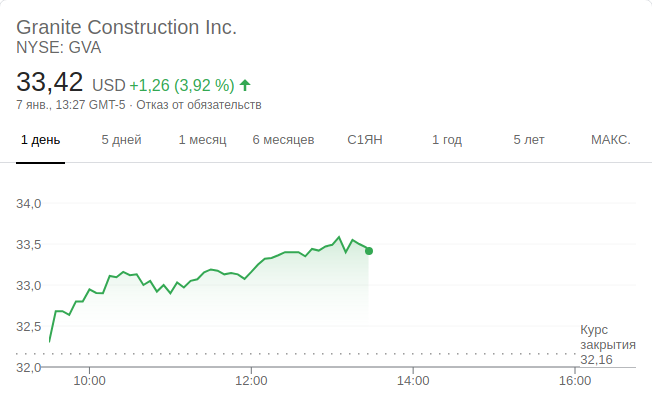 Granite Construction Inc.
NYSE: GVA
33,42 USD +1,26 (3,92 %)
7 янв., 13:27 GMT-5 · Отказ от обязательств
1 день 5 дней 1 месяц 6 месяцев С1ЯН 1 год 5 лет МАКС.
34,0
33,5
33,0
32,5
Курс
закрытия
32,16
32,0
10:00 12:00 14:00 16:00